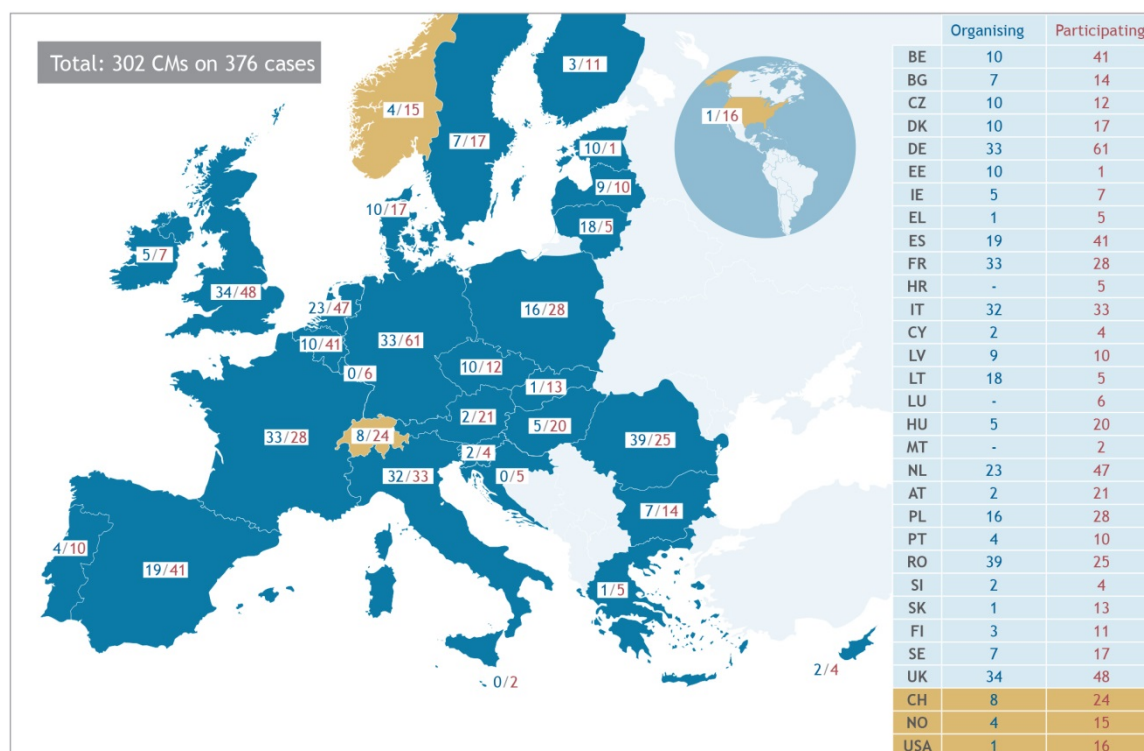 Total: 302 CMs on 376 cases
3/11
4/15
1/16
7/17
10/1
9/10
10/17
18/5
5/7
34/48
23/47
16/28
10/41
33/61
0/6
10/12
1/13
2/21
5/20
33/28
8/24
39/25
2/4
0/5
32/33
7/14
4/10
19/41
1/5
2/4
0/2
Organising Participating
BE 10 41
BG 7 14
CZ 10 12
DK 10 17
DE 33 61
EE 10 1
IE 5 7
EL 1 5
ES 19 41
FR 33 28
HR - 5
IT 32 33
CY 2 4
LV 9 10
LT 18 5
LU - 6
HU 5 20
MT - 2
NL 23 47
AT 2 21
PL 16 28
PT 4 10
RO 39 25
SI 2 4
SK 1 13
FI 3 11
SE 7 17
UK 34 48
CH 8 24
NO 4 15
USA 1 16